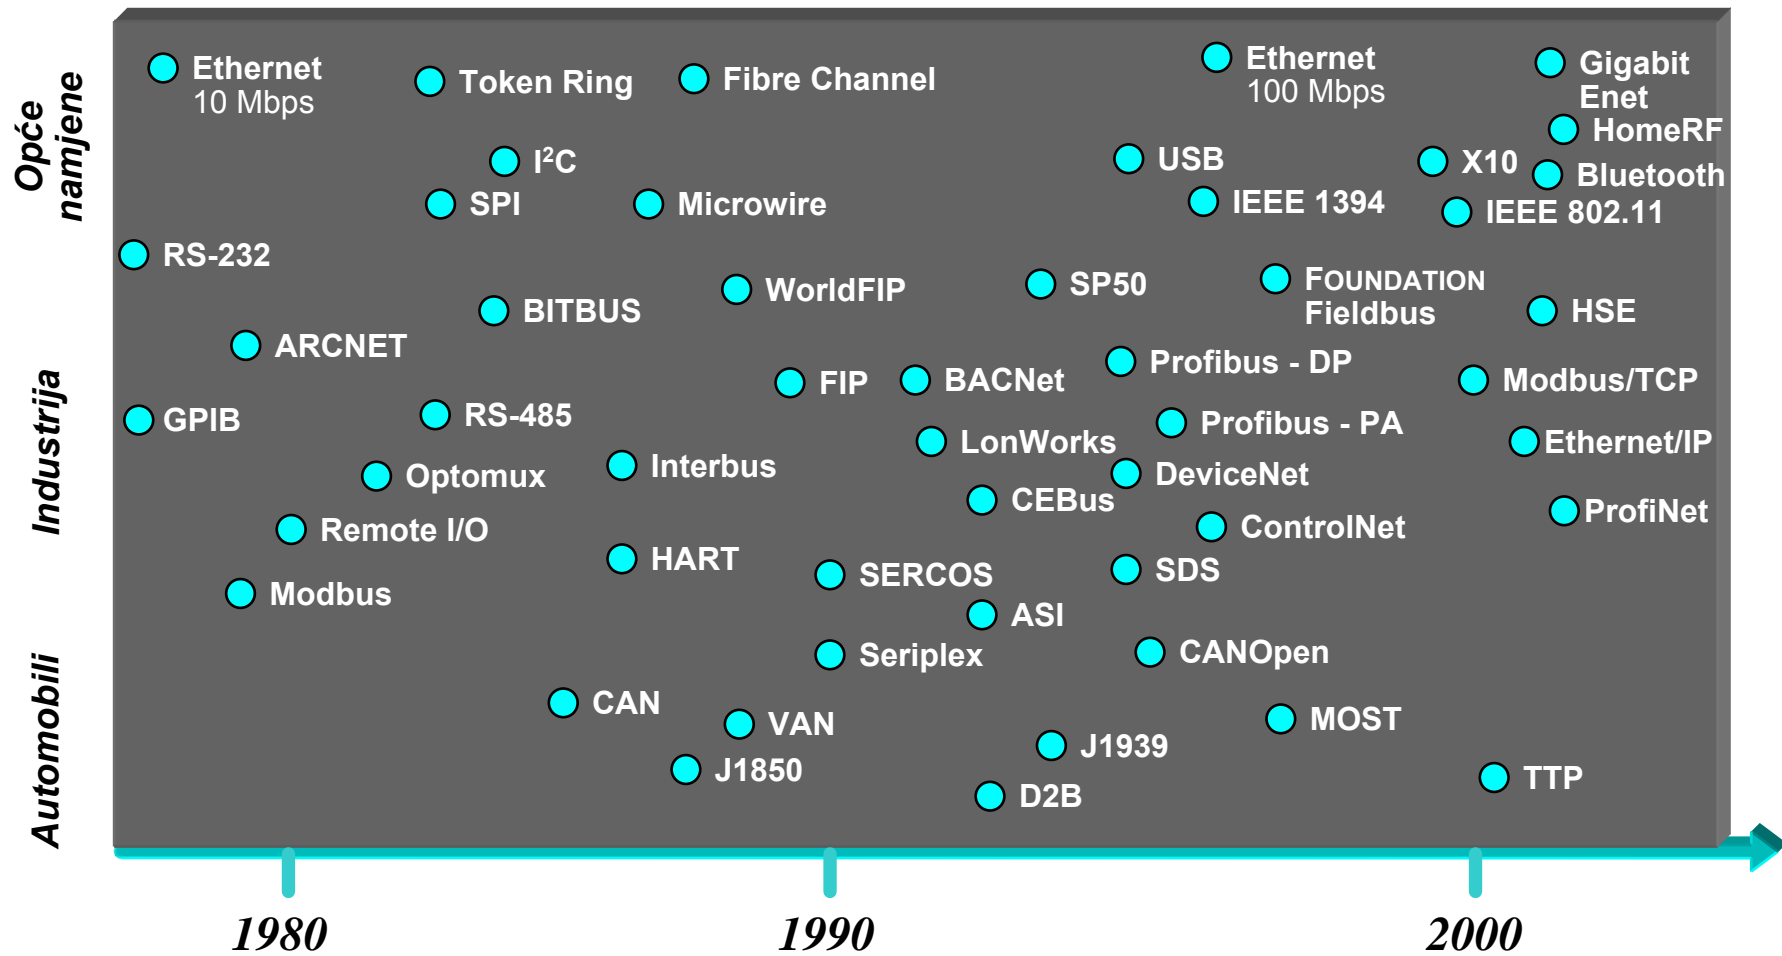 Opće
namjene
Industrija
Automobili
Ethernet
10 Mbps
Token Ring
Fibre Channel
Ethernet
100 Mbps
Gigabit
Enet
HomeRF
I²C
USB
X10
Bluetooth
SPI
Microwire
IEEE 1394
IEEE 802.11
RS-232
WorldFIP
SP50
FOUNDATION
Fieldbus
BITBUS
HSE
ARCNET
Profibus - DP
FIP
BACNet
Modbus/TCP
GPIB
RS-485
Profibus - PA
LonWorks
Ethernet/IP
Optomux
Interbus
DeviceNet
CEBus
ProfiNet
Remote I/O
ControlNet
HART
SERCOS
SDS
Modbus
ASI
Seriplex
CANOpen
CAN
VAN
MOST
J1850
J1939
D2B
TTP
1980
1990
2000